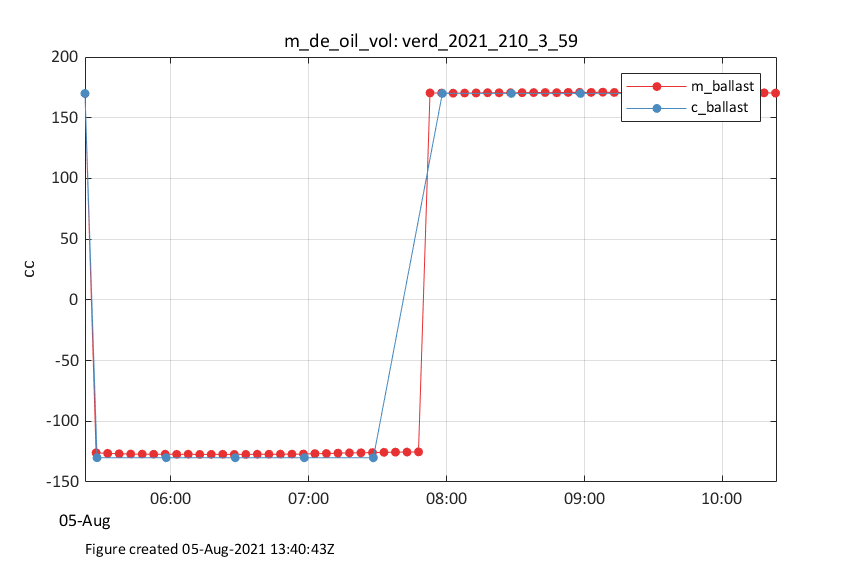 m_de_oil_vol: verd_2021_210_3_59
200
150
100
50
0
-50
-100
-150
cc
m_ballast
c_ballast
06:00 07:00 08:00 09:00 10:00
05-Aug
Figure created 05-Aug-2021 13:40:43Z